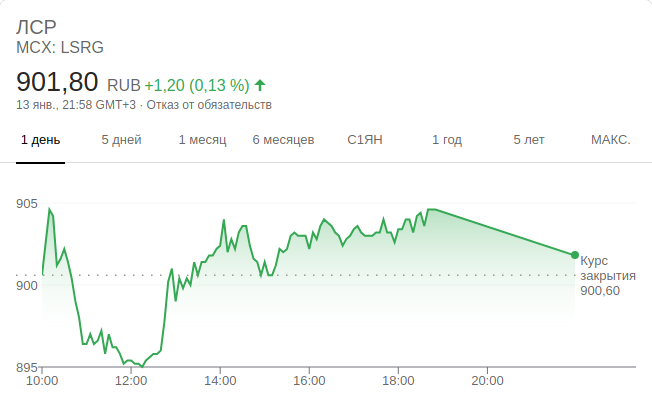 ЛСР
MCX: LSRG
901,80 RUB +1,20 (0,13 %)
13 янв., 21:58 GMT+3 · Отказ от обязательств
1 день 5 дней 1 месяц 6 месяцев С1ЯН 1 год 5 лет МАКС.
905
900
895
Курс
закрытия
900,60
10:00 12:00 14:00 16:00 18:00 20:00